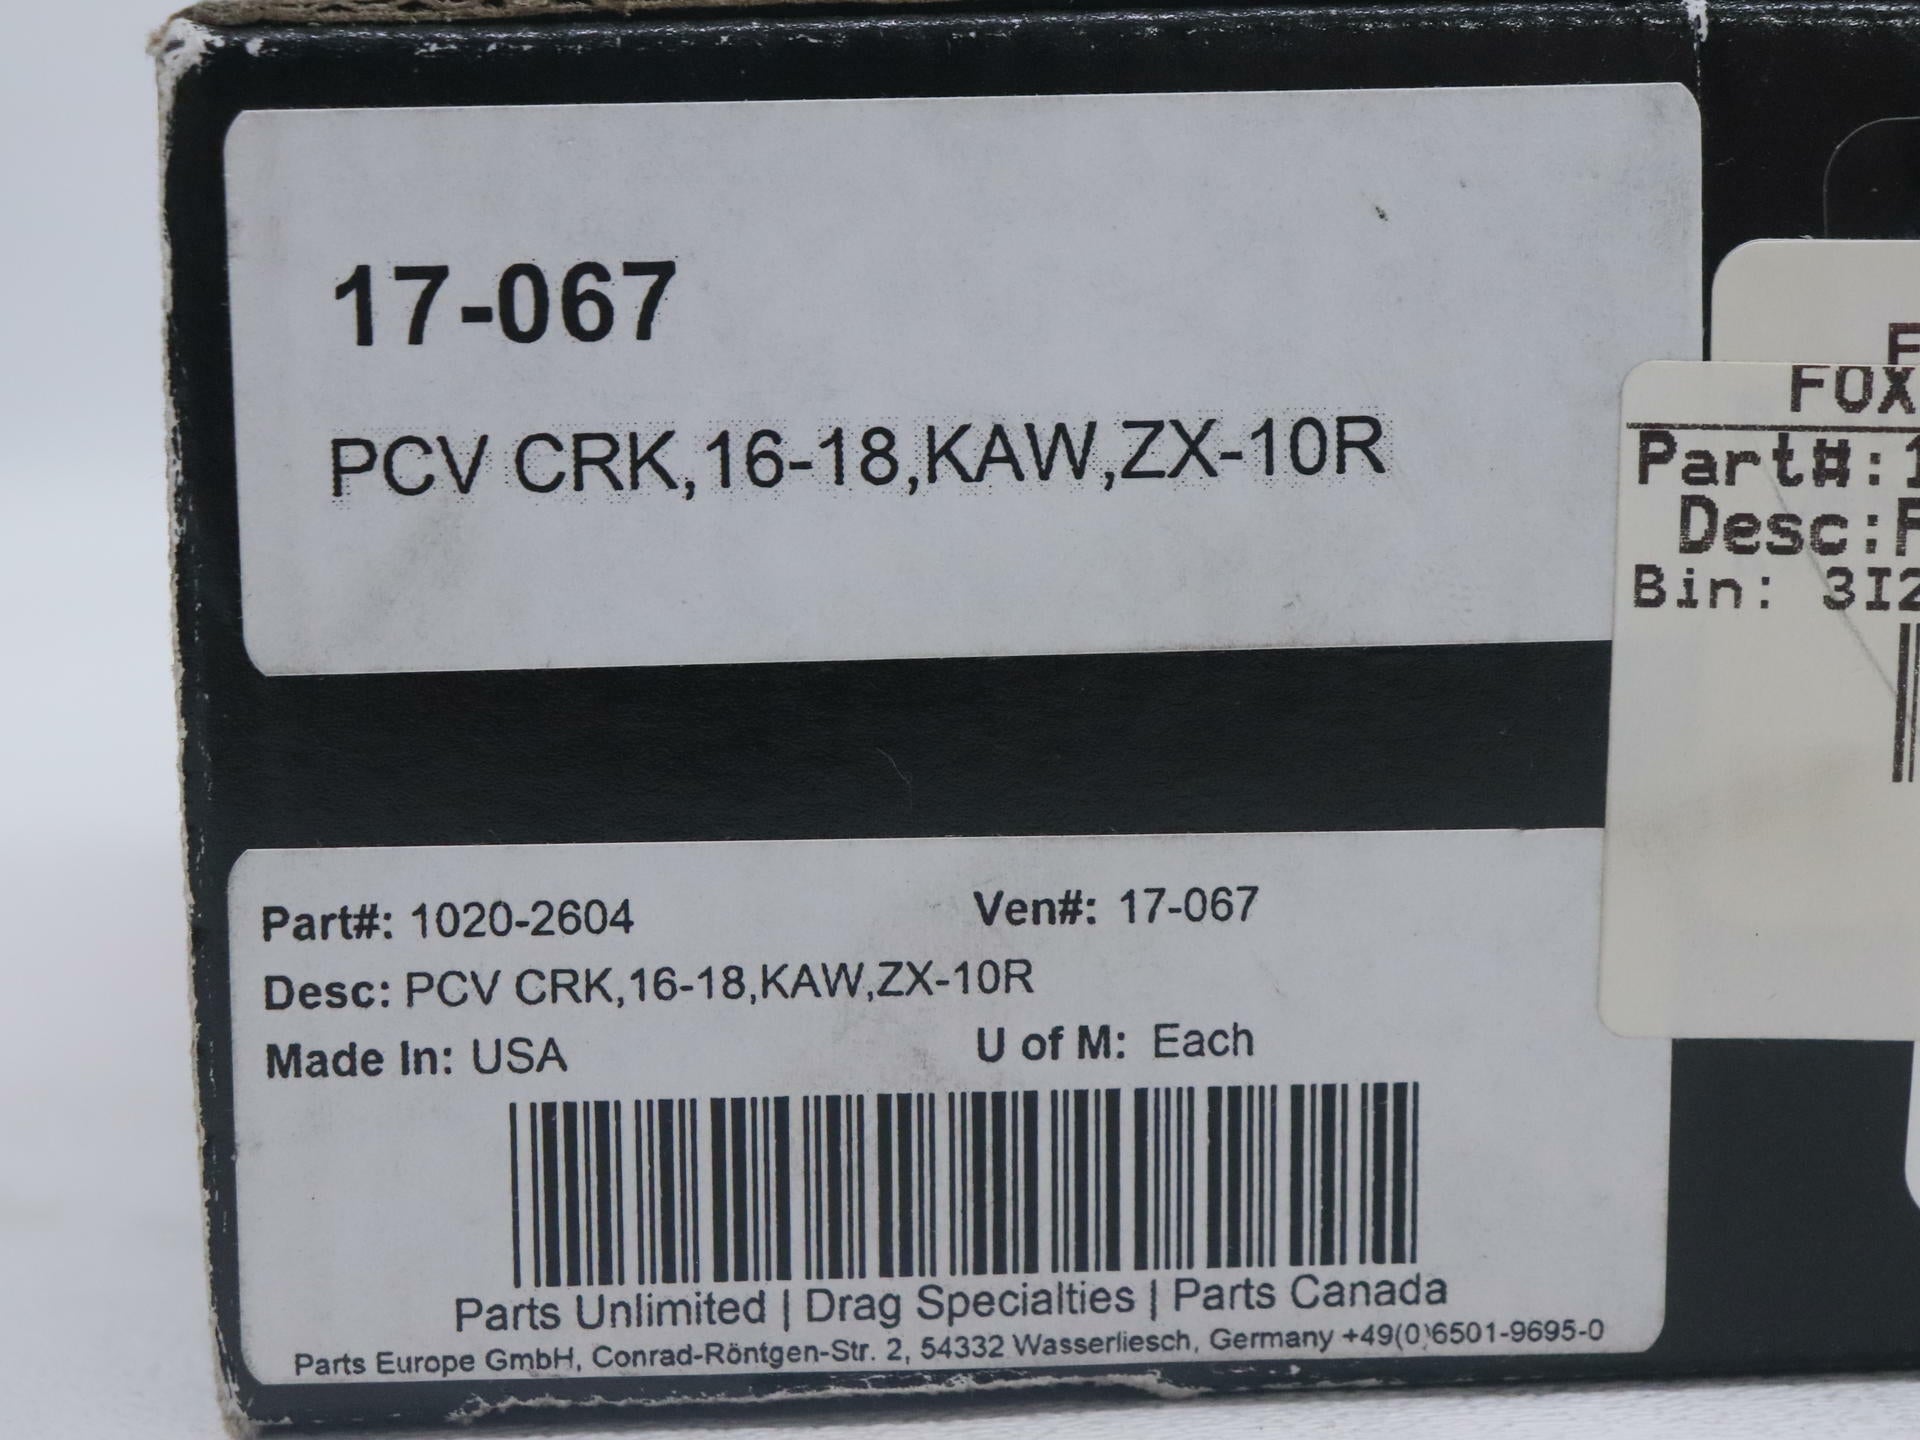 17-067
PCV CRK,16-18,KAW,ZX-10R
FOX
Part#:1
Desc:
Bin: 3I2
Part#: 1020-2604 Ven#: 17-067
Desc: PCV CRK,16-18,KAW,ZX-10R
Made In: USA U of M: Each
Parts Unlimited | Drag Specialties | Parts Canada
Parts Europe GmbH, Conrad-Röntgen-Str. 2, 54332 Wasserliesch, Germany +49(0)6501-9695-0